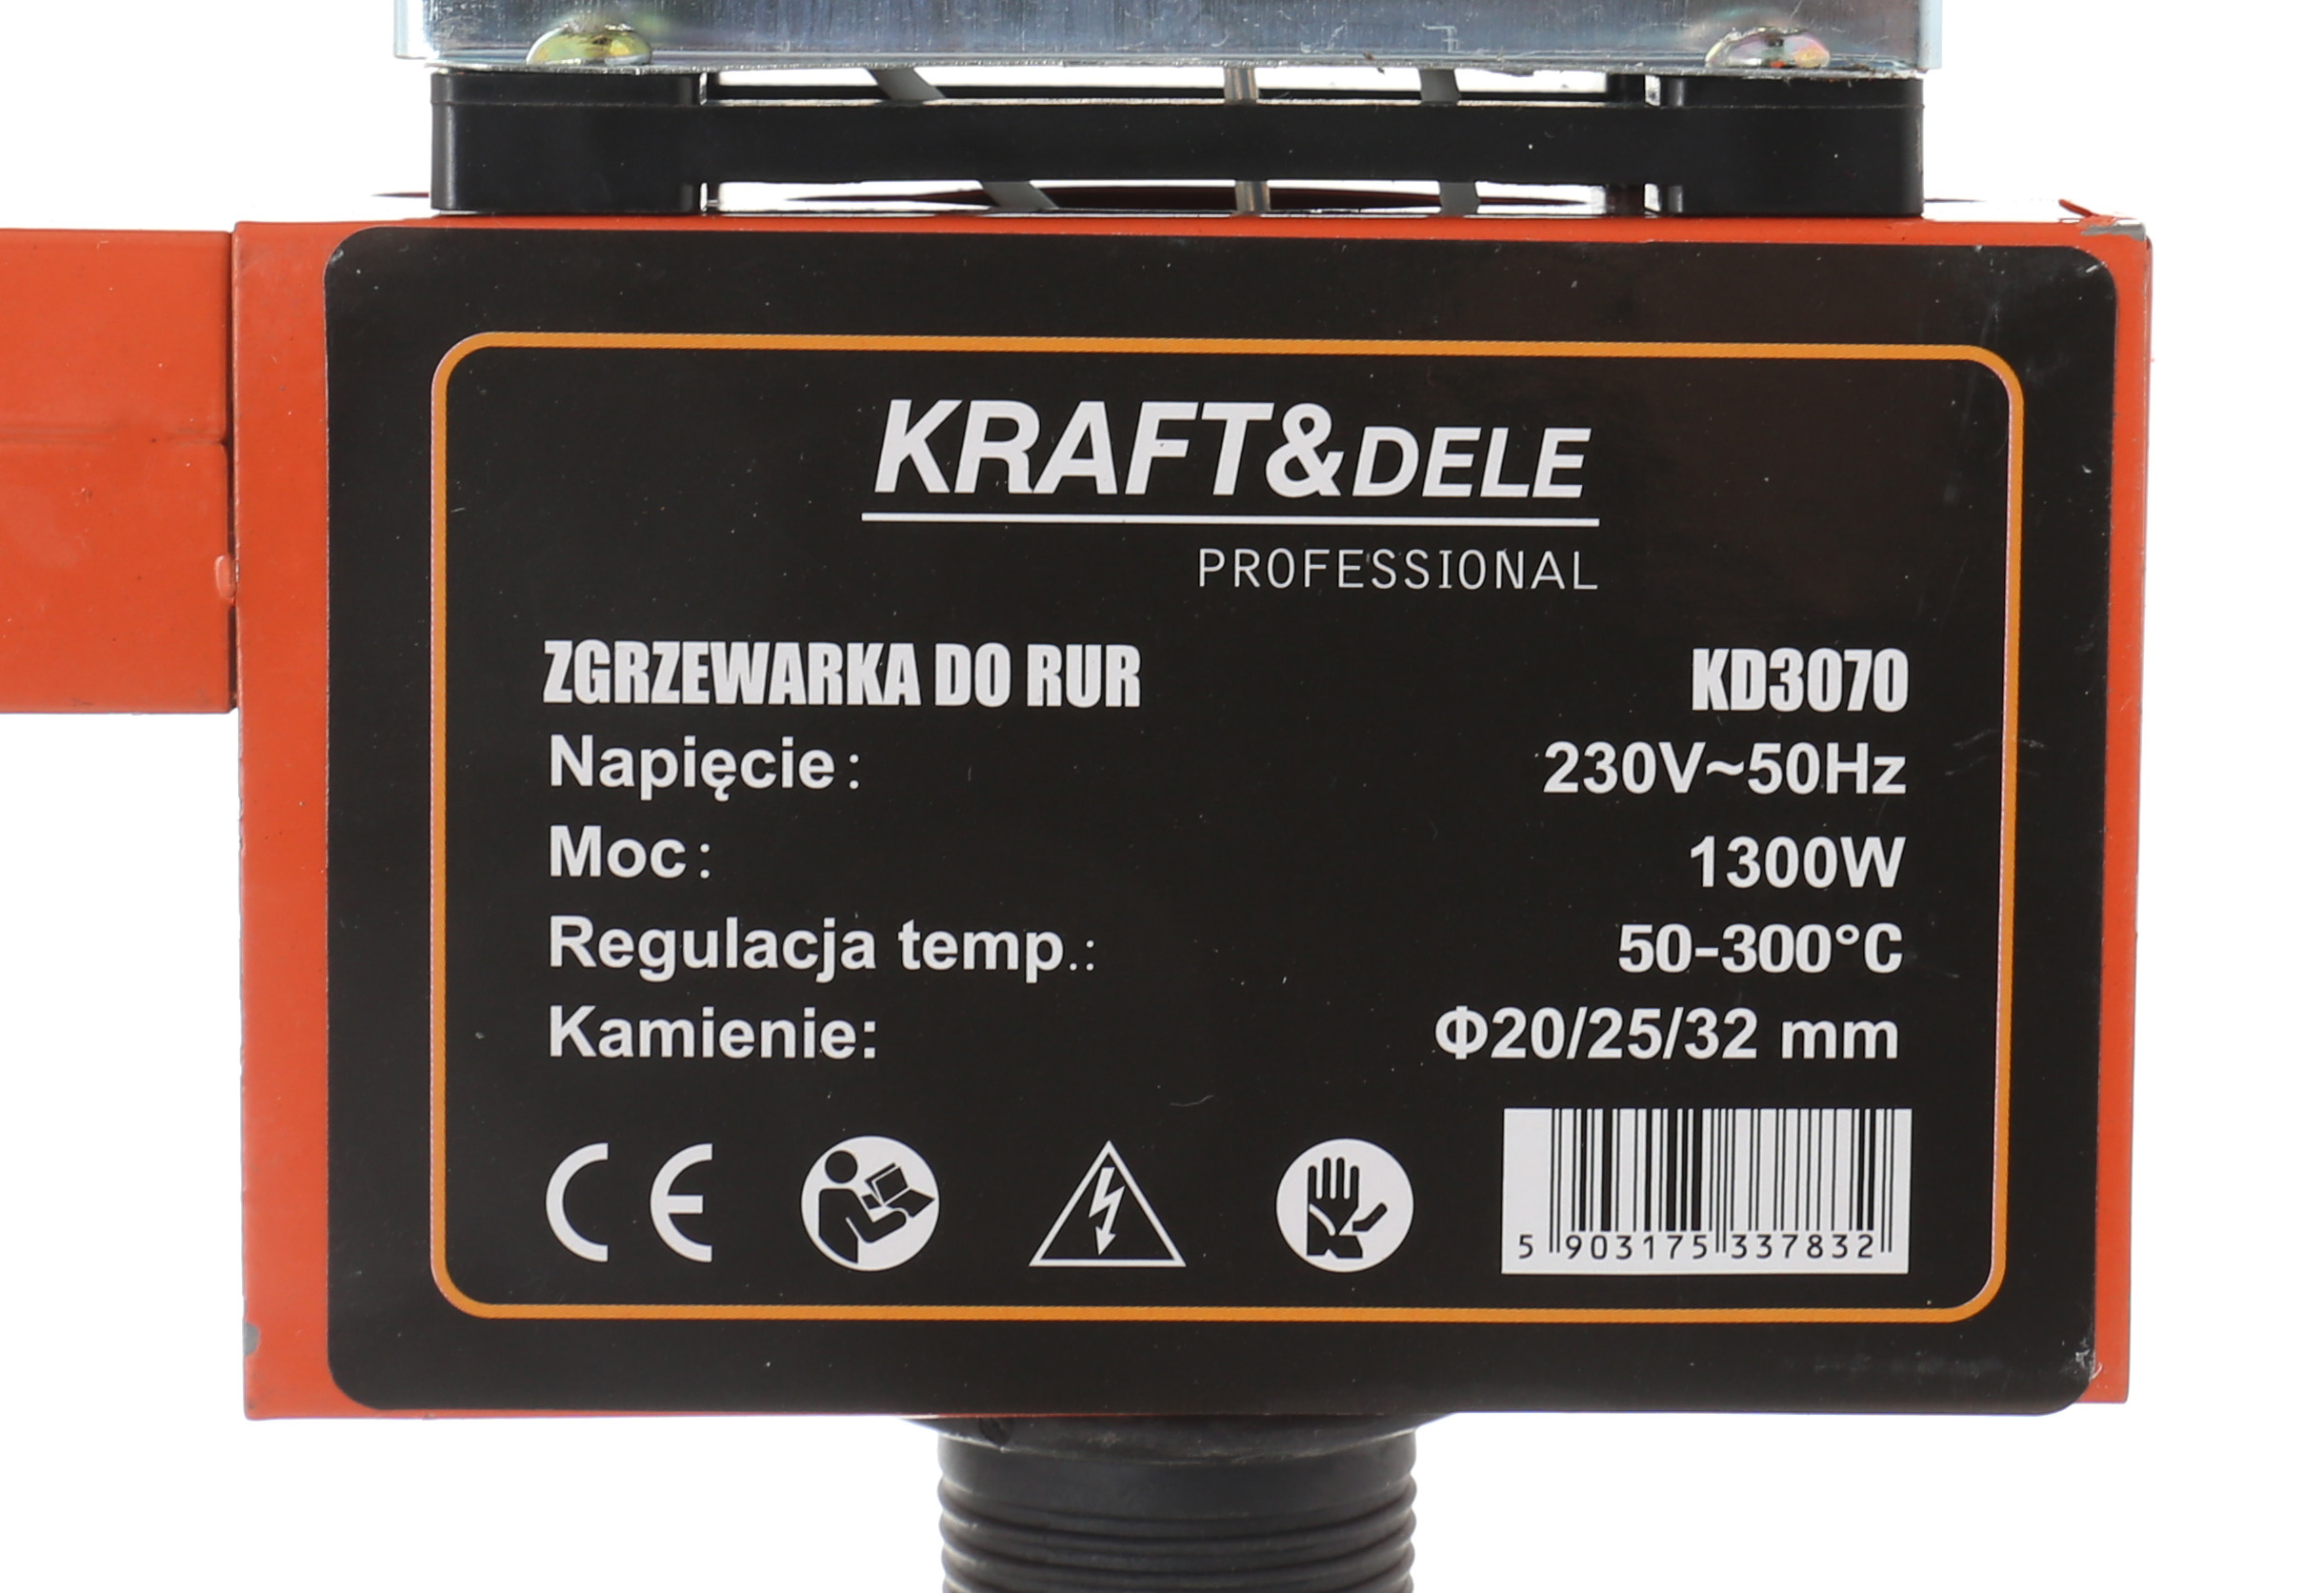 KRAFT&DELE
PROFESSIONAL
ZGRZEWARKA DO RUR KD3070
Napięcie: 230V~50Hz
Moc: 1300W
Regulacja temp.: 50-300°C
Kamienie: Φ20/25/32 mm
CE
5 903175 337832